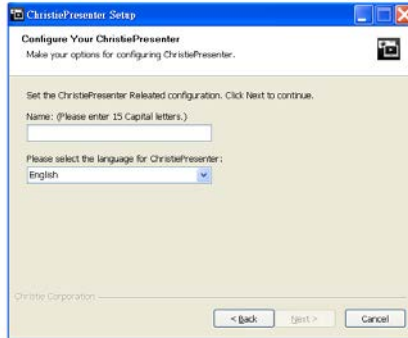 ChristiePresenter Setup
Configure Your ChristiePresenter
Make your options for configuring ChristiePresenter.
Set the ChristiePresenter Releated configuration. Click Next to continue.
Name: (Please enter 15 Capital letters.)
Please select the language for ChristiePresenter:
English
Christie Corporation
< Back Next > Cancel